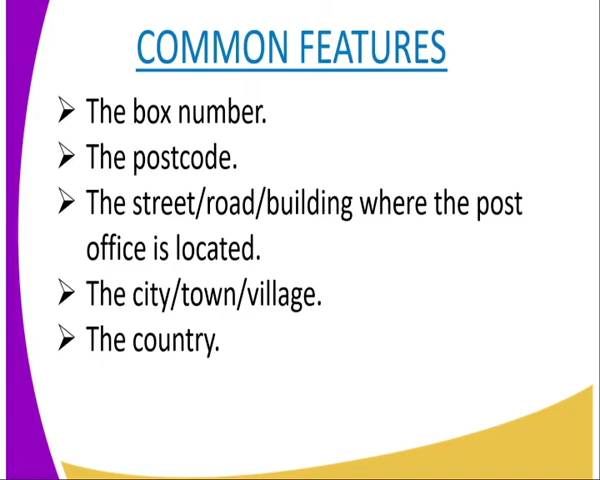 COMMON FEATURES
➢ The box number.
➢ The postcode.
➢ The street/road/building where the post
office is located.
➢ The city/town/village.
➢ The country.